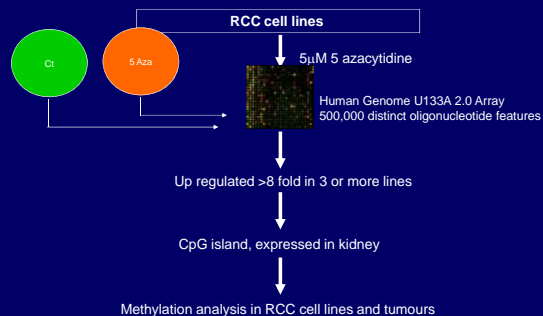 RCC cell lines
Ct
5 Aza
5μM 5 azacytidine
Human Genome U133A 2.0 Array
500,000 distinct oligonucleotide features
Up regulated >8 fold in 3 or more lines
CpG island, expressed in kidney
Methylation analysis in RCC cell lines and tumours